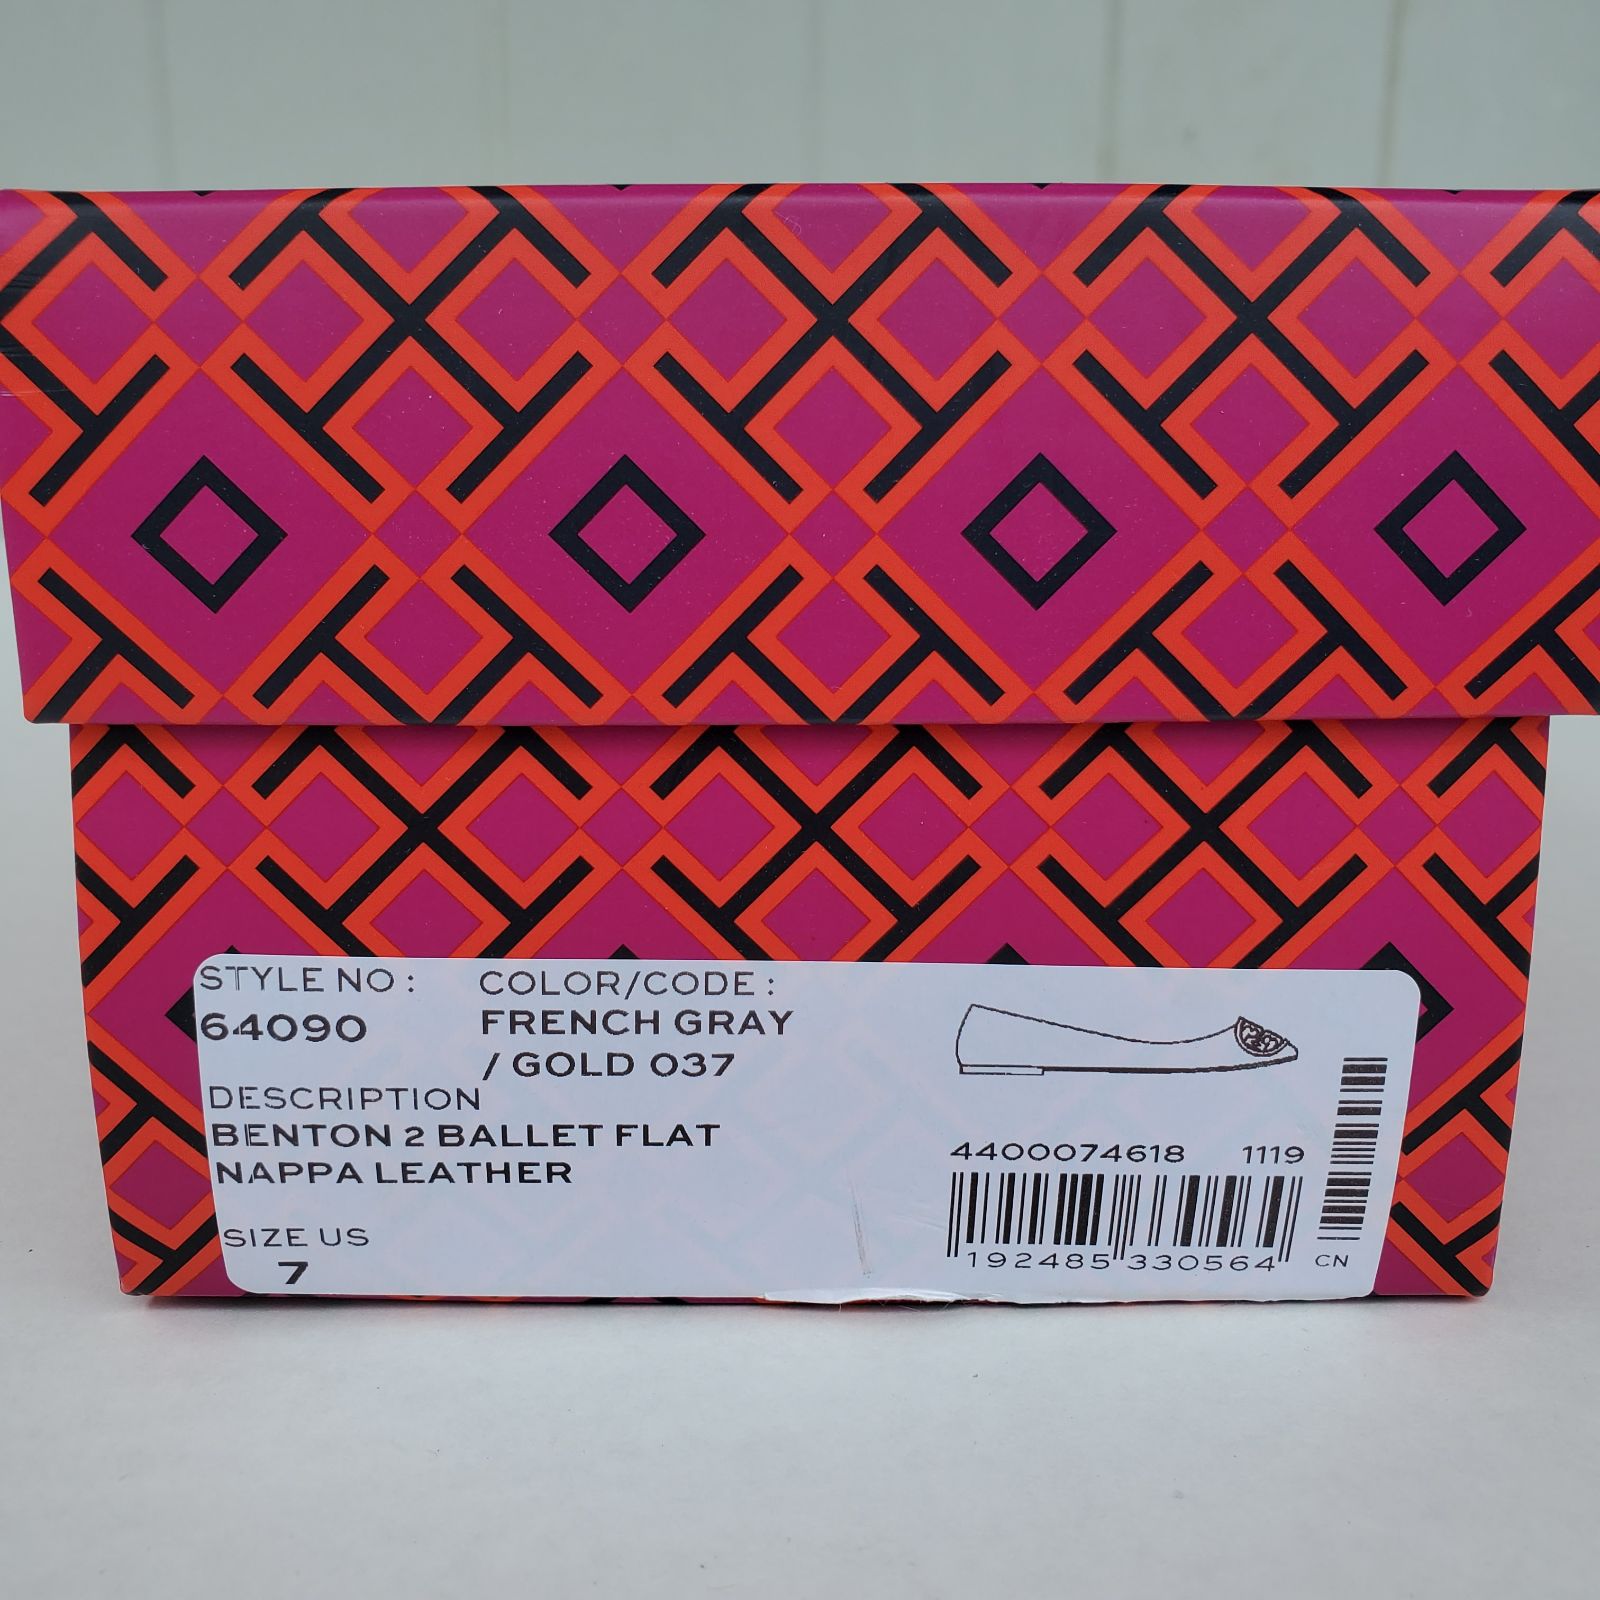 STYLE NO :
64090
COLOR/CODE :
FRENCH GRAY
/ GOLD 037
DESCRIPTION
BENTON 2 BALLET FLAT
NAPPA LEATHER
SIZE US
7
4400074618 1119
192485 330564
CN